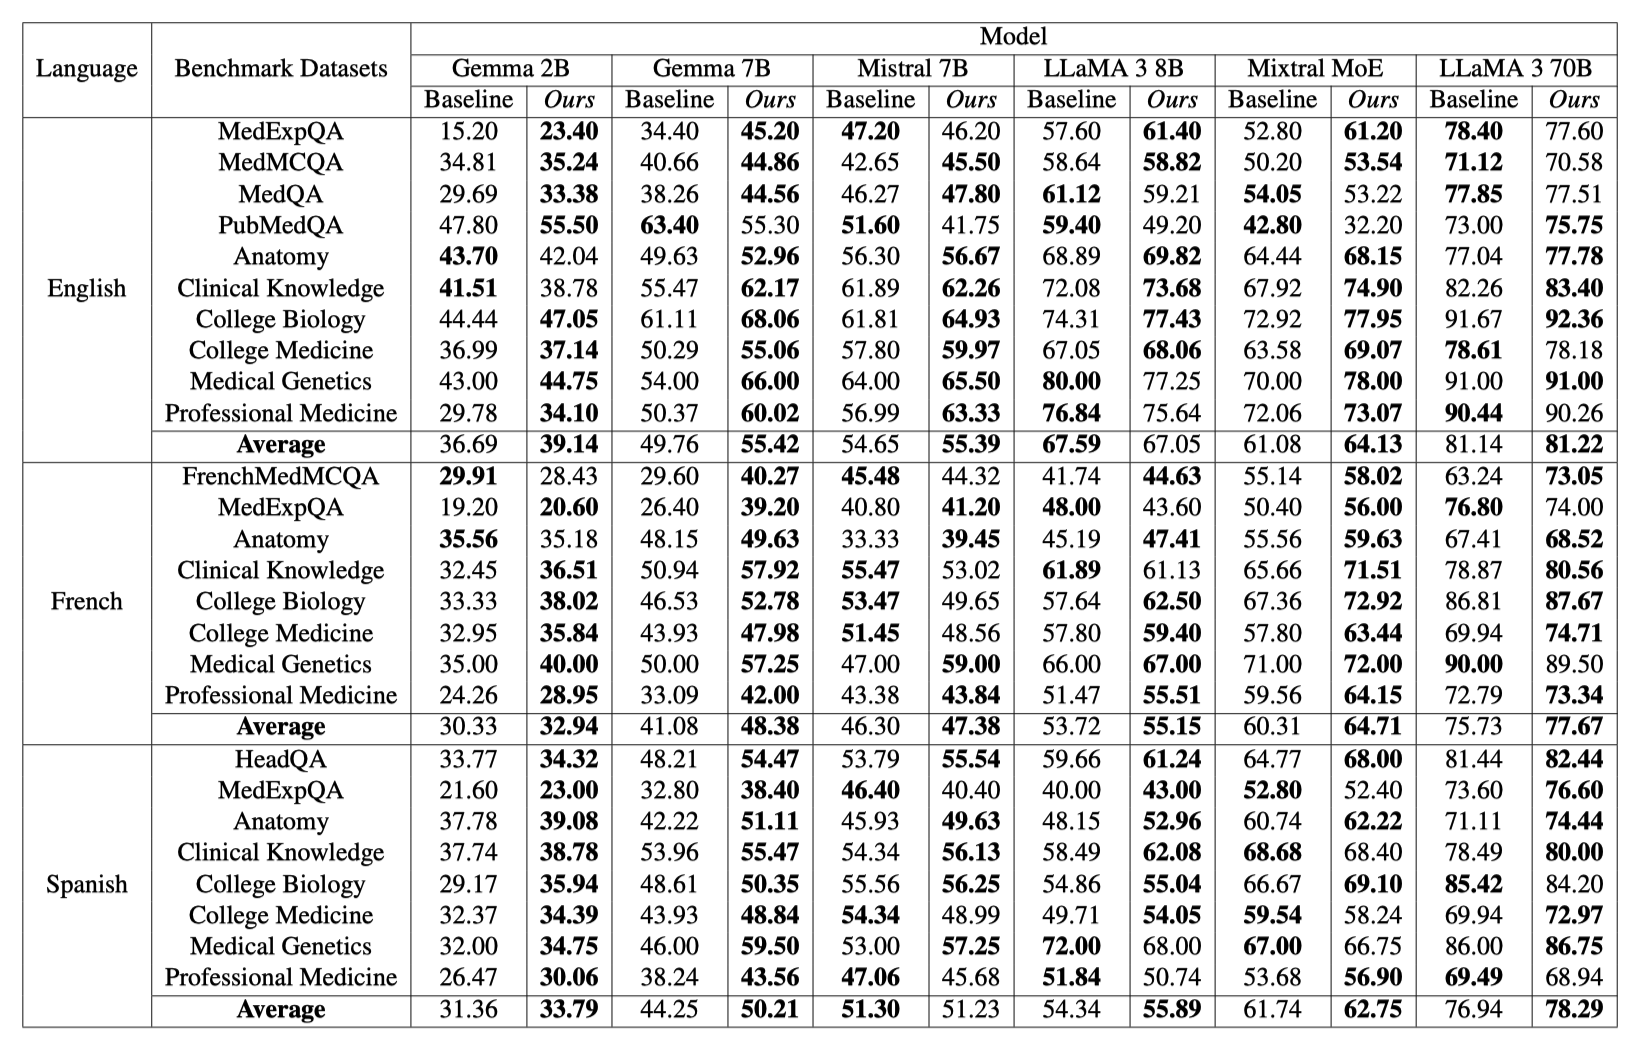 Model
Language Benchmark Datasets Gemma 2B Gemma 7B Mistral 7B LLaMA 3 8B Mixtral MoE LLaMA 3 70B
Baseline Ours Baseline Ours Baseline Ours Baseline Ours Baseline Ours Baseline Ours
MedExpQA 15.20 23.40 34.40 45.20 47.20 46.20 57.60 61.40 52.80 61.20 78.40 77.60
MedMCQA 34.81 35.24 40.66 44.86 42.65 45.50 58.64 58.82 50.20 53.54 71.12 70.58
MedQA 29.69 33.38 38.26 44.56 46.27 47.80 61.12 59.21 54.05 53.22 77.85 77.51
PubMedQA 47.80 55.50 63.40 55.30 51.60 41.75 59.40 49.20 42.80 32.20 73.00 75.75
Anatomy 43.70 42.04 49.63 52.96 56.30 56.67 68.89 69.82 64.44 68.15 77.04 77.78
English Clinical Knowledge 41.51 38.78 55.47 62.17 61.89 62.26 72.08 73.68 67.92 74.90 82.26 83.40
College Biology 44.44 47.05 61.11 68.06 61.81 64.93 74.31 77.43 72.92 77.95 91.67 92.36
College Medicine 36.99 37.14 50.29 55.06 57.80 59.97 67.05 68.06 63.58 69.07 78.61 78.18
Medical Genetics 43.00 44.75 54.00 66.00 64.00 65.50 80.00 77.25 70.00 78.00 91.00 91.00
Professional Medicine 29.78 34.10 50.37 60.02 56.99 63.33 76.84 75.64 72.06 73.07 90.44 90.26
Average 36.69 39.14 49.76 55.42 54.65 55.39 67.59 67.05 61.08 64.13 81.14 81.22
FrenchMedMCQA 29.91 28.43 29.60 40.27 45.48 44.32 41.74 44.63 55.14 58.02 63.24 73.05
MedExpQA 19.20 20.60 26.40 39.20 40.80 41.20 48.00 43.60 50.40 56.00 76.80 74.00
Anatomy 35.56 35.18 48.15 49.63 33.33 39.45 45.19 47.41 55.56 59.63 67.41 68.52
Clinical Knowledge 32.45 36.51 50.94 57.92 55.47 53.02 61.89 61.13 65.66 71.51 78.87 80.56
French College Biology 33.33 38.02 46.53 52.78 53.47 49.65 57.64 62.50 67.36 72.92 86.81 87.67
College Medicine 32.95 35.84 43.93 47.98 51.45 48.56 57.80 59.40 57.80 63.44 69.94 74.71
Medical Genetics 35.00 40.00 50.00 57.25 47.00 59.00 66.00 67.00 71.00 72.00 90.00 89.50
Professional Medicine 24.26 28.95 33.09 42.00 43.38 43.84 51.47 55.51 59.56 64.15 72.79 73.34
Average 30.33 32.94 41.08 48.38 46.30 47.38 53.72 55.15 60.31 64.71 75.73 77.67
HeadQA 33.77 34.32 48.21 54.47 53.79 55.54 59.66 61.24 64.77 68.00 81.44 82.44
MedExpQA 21.60 23.00 32.80 38.40 46.40 40.40 40.00 43.00 52.80 52.40 73.60 76.60
Anatomy 37.78 39.08 42.22 51.11 45.93 49.63 48.15 52.96 60.74 62.22 71.11 74.44
Clinical Knowledge 37.74 38.78 53.96 55.47 54.34 56.13 58.49 62.08 68.68 68.40 78.49 80.00
Spanish College Biology 29.17 35.94 48.61 50.35 55.56 56.25 54.86 55.04 66.67 69.10 85.42 84.20
College Medicine 32.37 34.39 43.93 48.84 54.34 48.99 49.71 54.05 59.54 58.24 69.94 72.97
Medical Genetics 32.00 34.75 46.00 59.50 53.00 57.25 72.00 68.00 67.00 66.75 86.00 86.75
Professional Medicine 26.47 30.06 38.24 43.56 47.06 45.68 51.84 50.74 53.68 56.90 69.49 68.94
Average 31.36 33.79 44.25 50.21 51.30 51.23 54.34 55.89 61.74 62.75 76.94 78.29